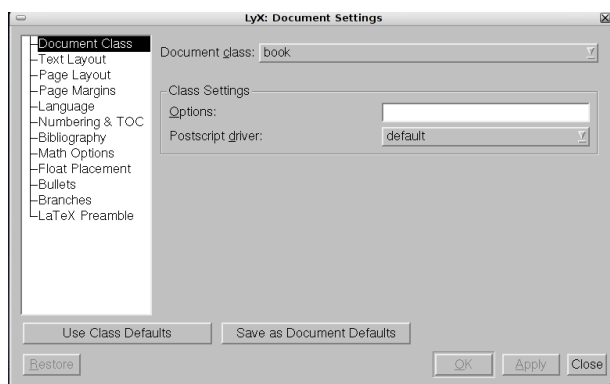 LyX: Document Settings
Document Class
Text Layout
Page Layout
Page Margins
Language
Numbering & TOC
Bibliography
Math Options
Float Placement
Bullets
Branches
LaTeX Preamble
Document class: book
Class Settings
Options:
Postscript driver: default
Use Class Defaults Save as Document Defaults
Restore OK Apply Close